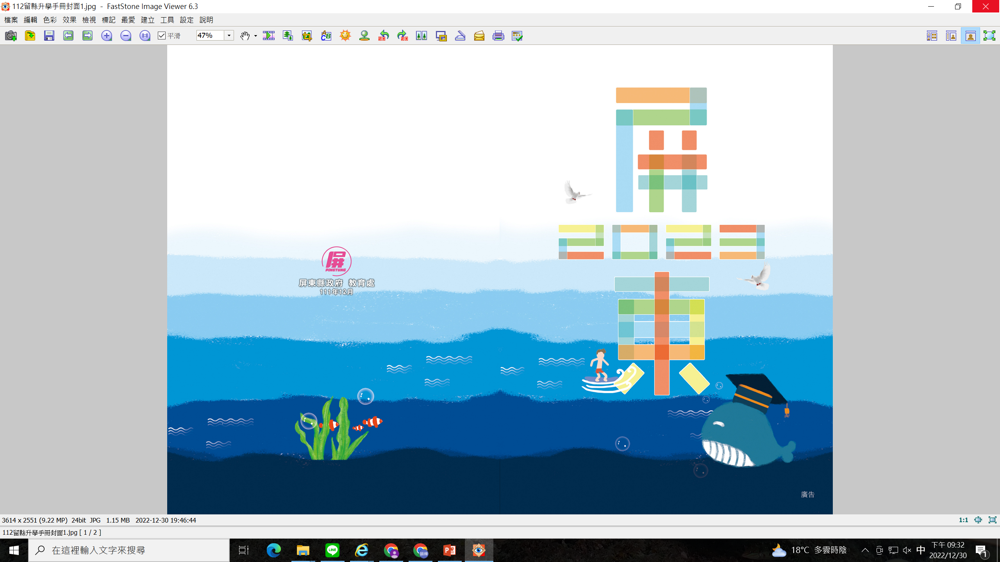 112留縣升學手冊封面1.jpg - FastStone Image Viewer 6.3
檔案 編輯 色彩 效果 檢視 標記 最愛 建立 工具 設定 說明
平滑 47%
屏
2023
東
屏
PINGTUNG
屏東縣政府 教育處
111年12月
廣告
3614 x 2551 (9.22 MP) 24bit JPG 1.15 MB 2022-12-30 19:46:44
1:1
112留縣升學手冊封面1.jpg [ 1 / 2 ]
在這裡輸入文字來搜尋
LINE
18°C 多雲時陰
中
下午 09:32
2022/12/30
1